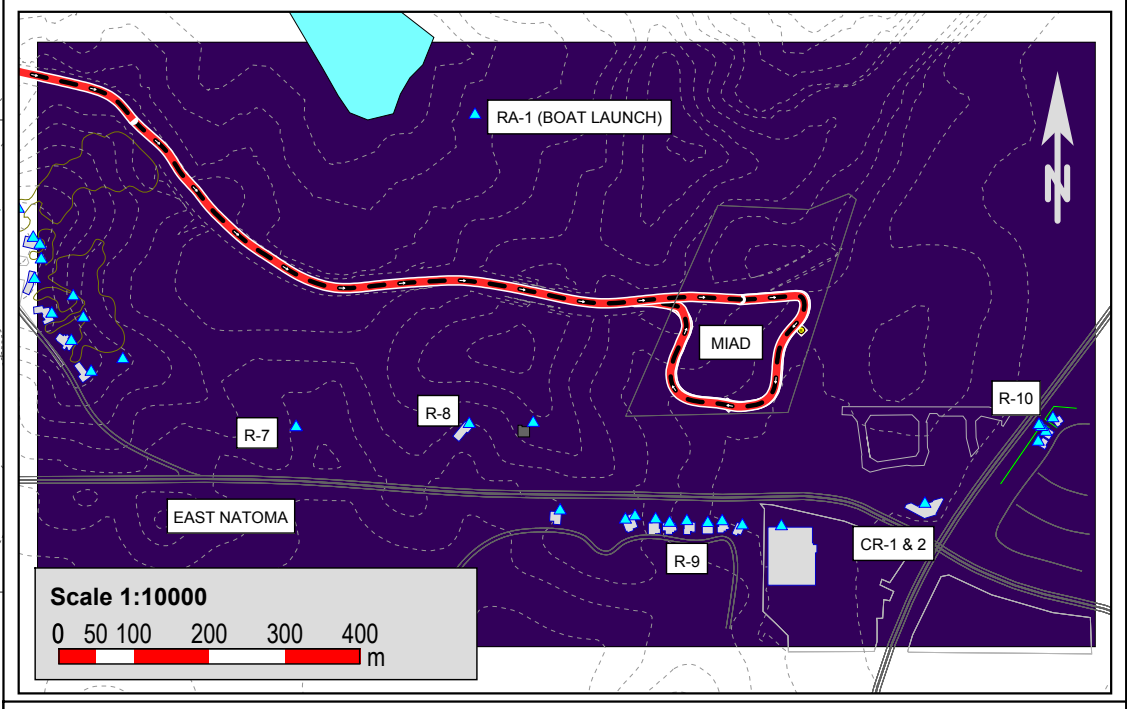 RA-1 (BOAT LAUNCH)
N
MIAD
R-10
R-8
R-7
EAST NATOMA
CR-1 & 2
R-9
Scale 1:10000
0 50 100 200 300 400
m